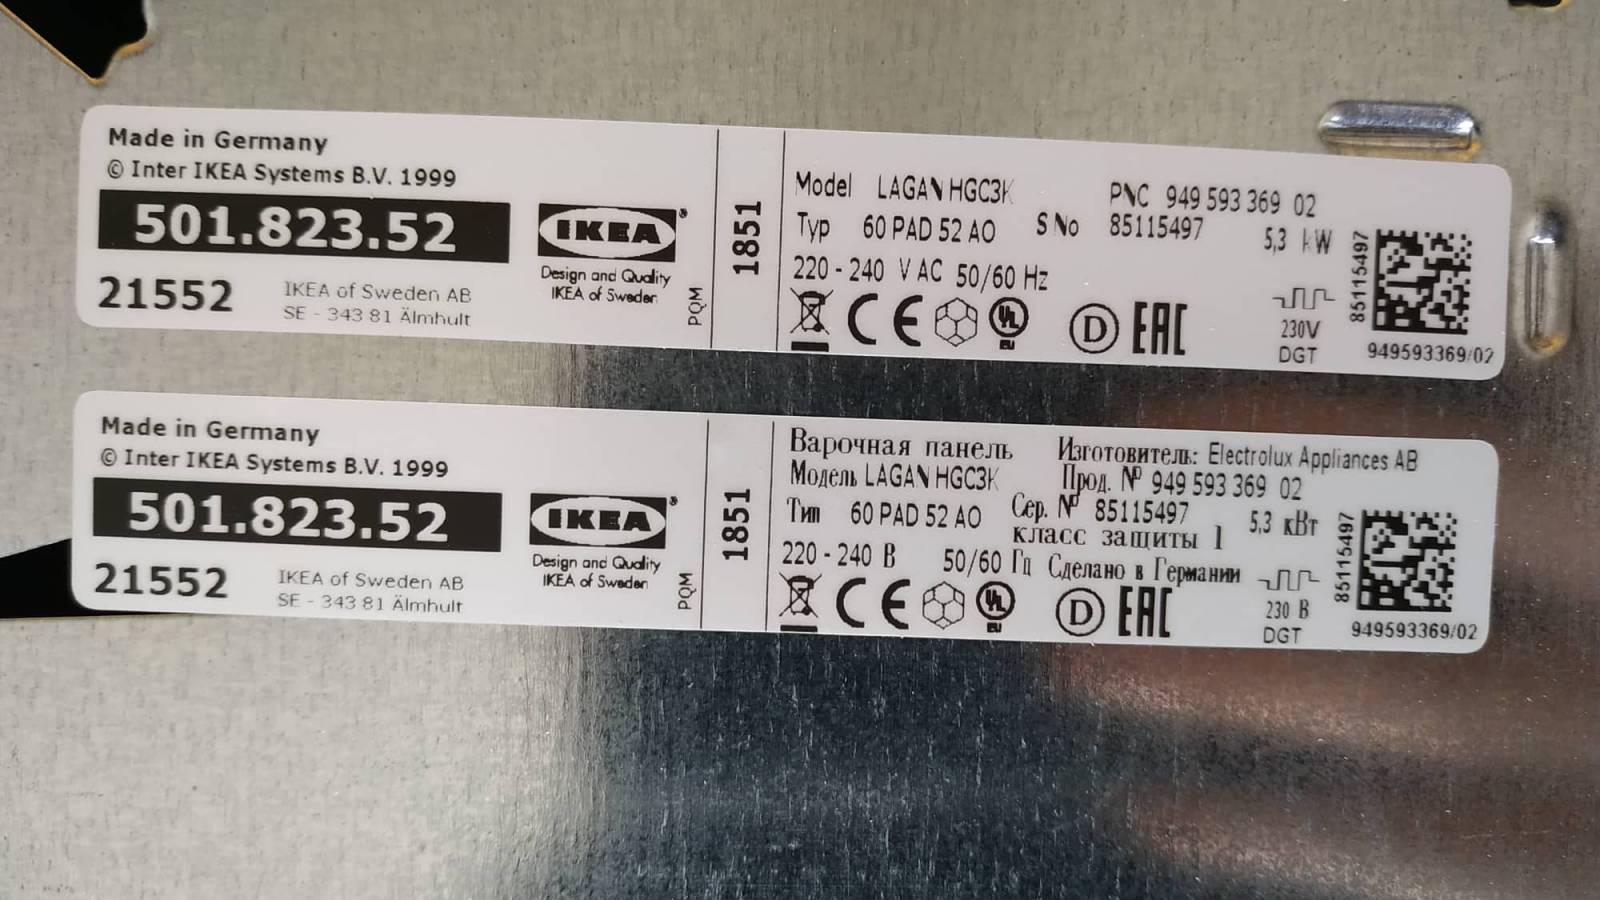 Made in Germany
© Inter IKEA Systems B.V. 1999
501.823.52
21552
IKEA of Sweden AB
SE - 343 81 Älmhult
IKEA
Design and Quality
IKEA of Sweden
PQM
1851
Model LAGAN HGC3K PNC 949 593 369 02
Typ 60 PAD 52 AO S No 85115497 5,3 kW
220 - 240 V AC 50/60 Hz
CE UL EU D EAC
230V
DGT
85115497
949593369/02
Made in Germany
© Inter IKEA Systems B.V. 1999
501.823.52
21552
IKEA of Sweden AB
SE - 343 81 Älmhult
IKEA
Design and Quality
IKEA of Sweden
PQM
1851
Варочная панель Изготовитель: Electrolux Appliances AB
Модель LAGAN HGC3K Прод. № 949 593 369 02
Тип 60 PAD 52 AO Сер. № 85115497 5,3 кВт
класс защиты 1
220 - 240 В 50/60 Гц Сделано в Германии
CE UL EU D EAC
230 В
DGT
85115497
949593369/02